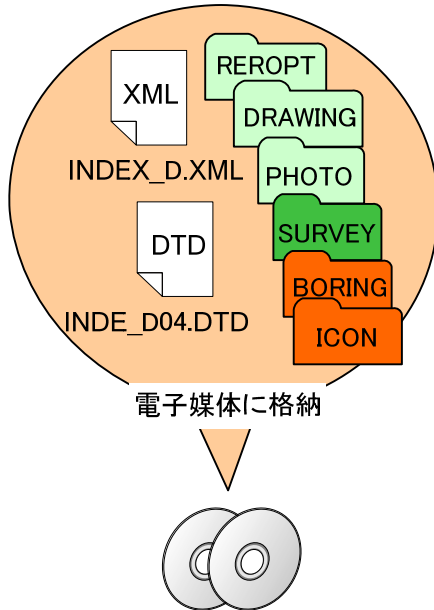 XML
INDEX_D.XML
DTD
INDE_D04.DTD
REROPT
DRAWING
PHOTO
SURVEY
BORING
ICON
電子媒体に格納